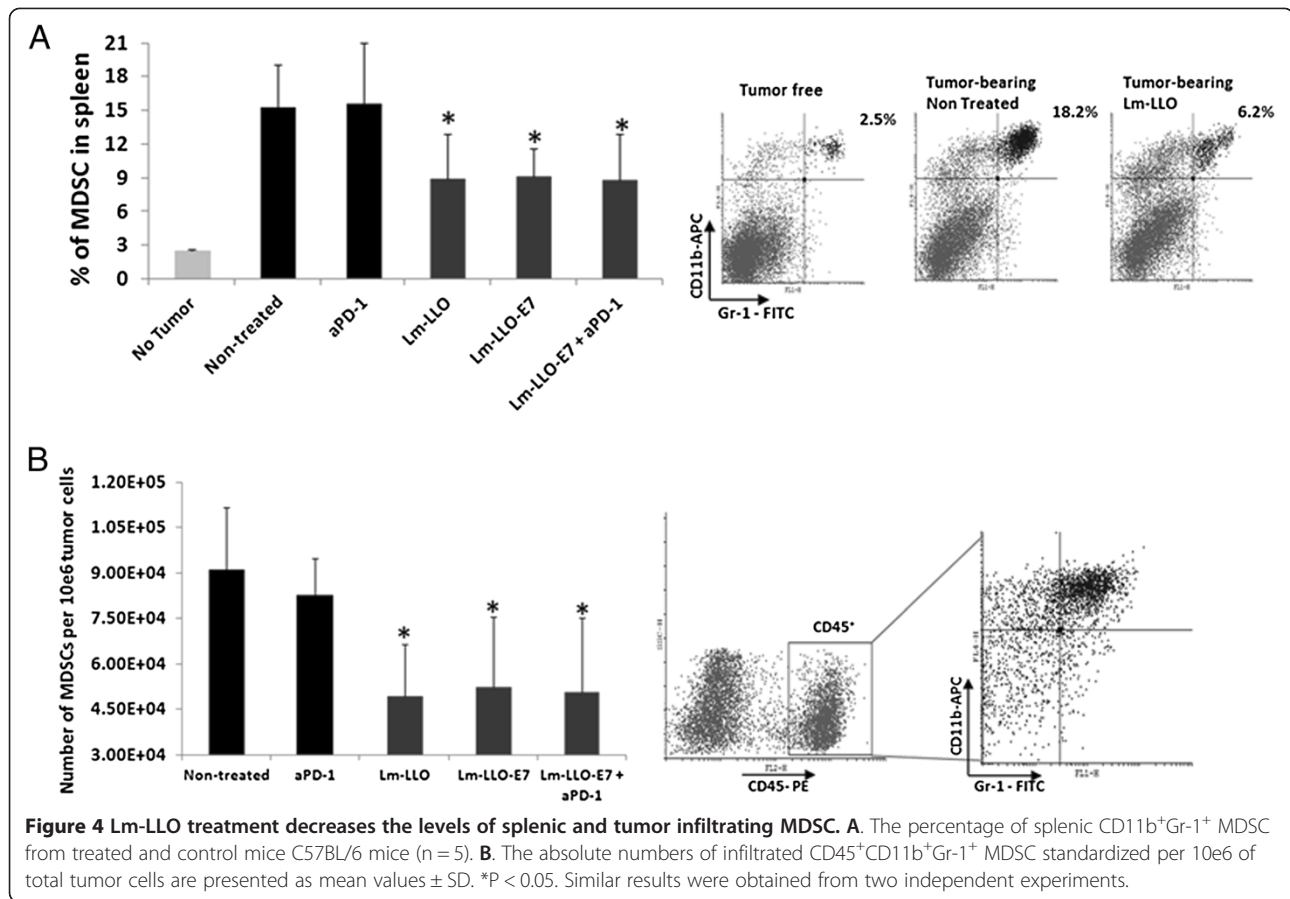 A
% of MDSC in spleen
21
18
15
12
9
6
3
0
*
*
*
No Tumor
Non-treated
aPD-1
Lm-LLO
Lm-LLO-E7
Lm-LLO-E7 + aPD-1
Tumor free
2.5%
Tumor-bearing
Non Treated
18.2%
Tumor-bearing
Lm-LLO
6.2%
CD11b-APC
Gr-1 - FITC
FL1-H
FL1-H
FL1-H
B
Number of MDSCs per 10e6 tumor cells
1.20E+05
1.05E+05
9.00E+04
7.50E+04
6.00E+04
4.50E+04
3.00E+04
*
*
*
Non-treated
aPD-1
Lm-LLO
Lm-LLO-E7
Lm-LLO-E7 +
aPD-1
CD45⁺
FL2-H
CD45- PE
FL4-H
CD11b-APC
FL1-H
Gr-1 - FITC
Figure 4 Lm-LLO treatment decreases the levels of splenic and tumor infiltrating MDSC. A. The percentage of splenic CD11b⁺Gr-1⁺ MDSC
from treated and control mice C57BL/6 mice (n = 5). B. The absolute numbers of infiltrated CD45⁺CD11b⁺Gr-1⁺ MDSC standardized per 10e6 of
total tumor cells are presented as mean values ± SD. *P < 0.05. Similar results were obtained from two independent experiments.